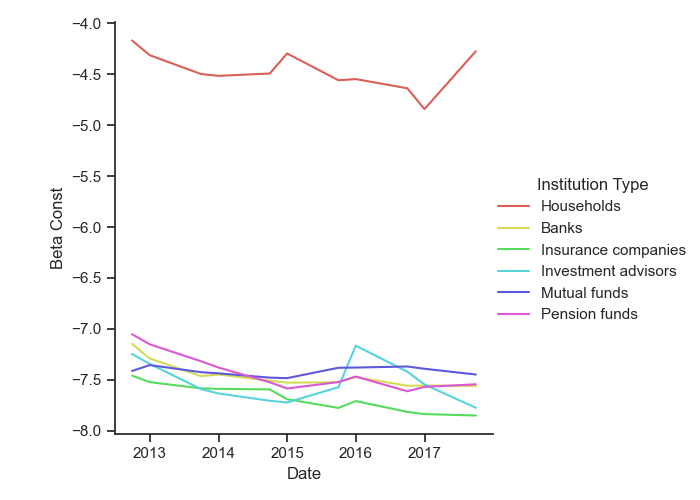 −4.0
−4.5
−5.0
−5.5
−6.0
−6.5
−7.0
−7.5
−8.0
Beta Const
2013 2014 2015 2016 2017
Date
Institution Type
Households
Banks
Insurance companies
Investment advisors
Mutual funds
Pension funds